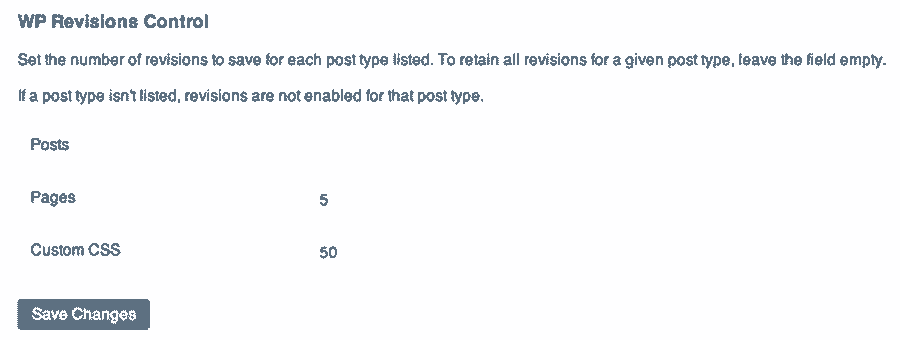 WP Revisions Control
Set the number of revisions to save for each post type listed. To retain all revisions for a given post type, leave the field empty.
If a post type isn't listed, revisions are not enabled for that post type.
Posts
Pages 5
Custom CSS 50
Save Changes